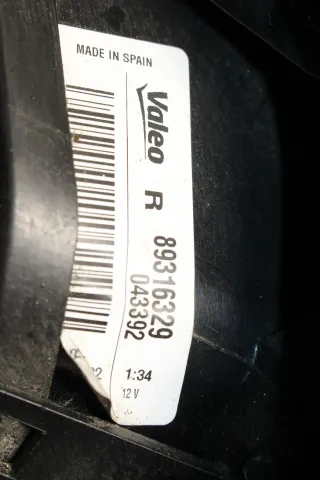 MADE IN SPAIN
Valeo
R
89316329
043392
1:34
12 V